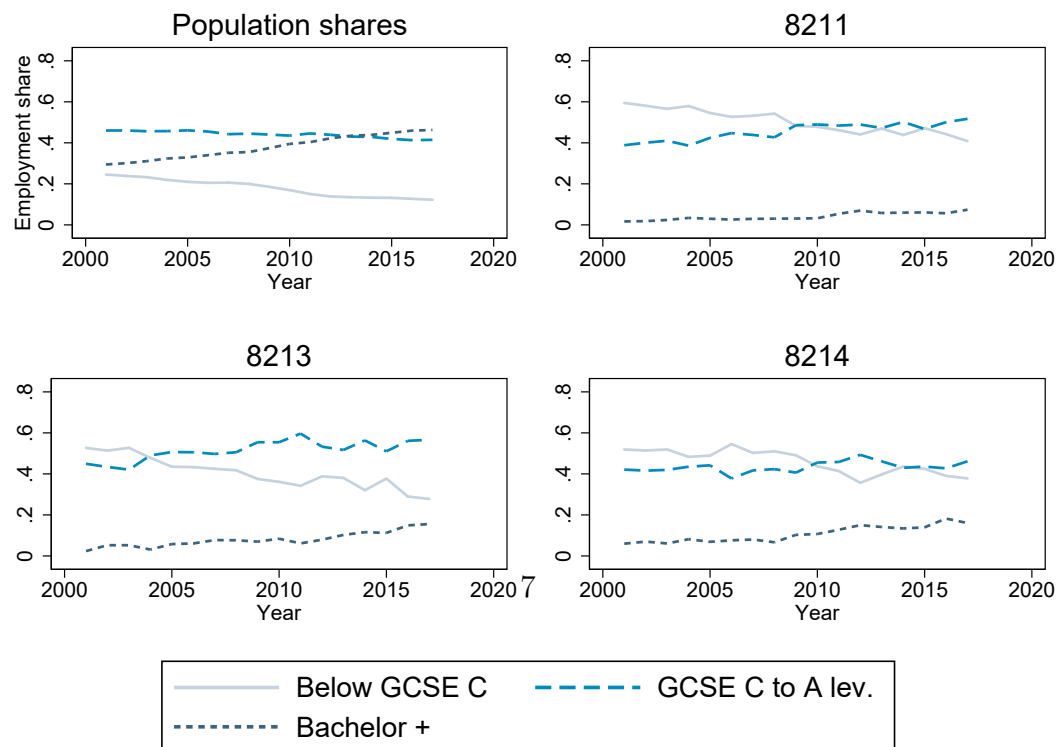 Population shares
Employment share
.8
.6
.4
.2
0
2000 2005 2010 2015 2020
Year
8211
.8
.6
.4
.2
0
2000 2005 2010 2015 2020
Year
8213
.8
.6
.4
.2
0
2000 2005 2010 2015 2020
Year
7
8214
.8
.6
.4
.2
0
2000 2005 2010 2015 2020
Year
Below GCSE C GCSE C to A lev.
Bachelor +